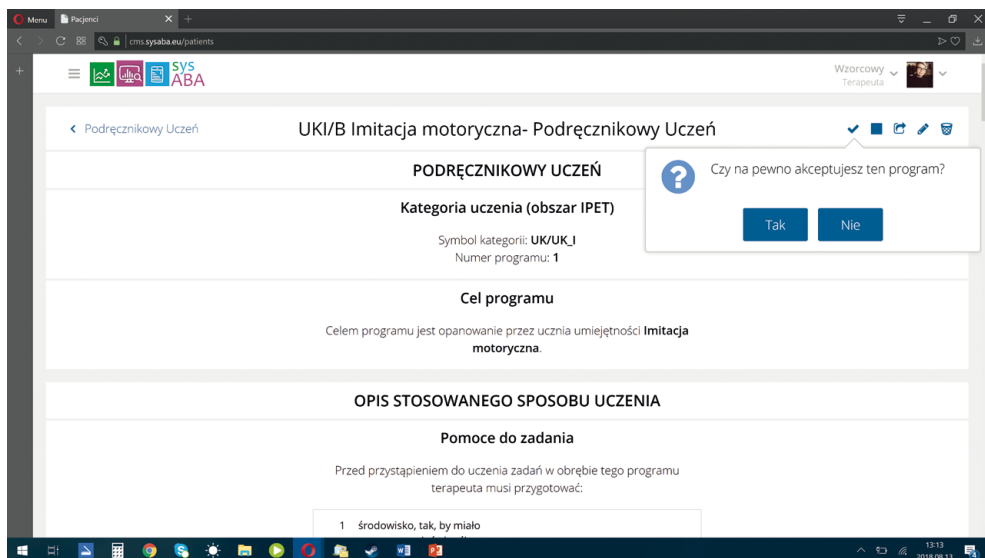 Menu
Pacjenci
cms.sysaba.eu/patients
sys
ABA
Wzorcowy
Terapeuta
Podręcznikowy Uczeń
UKI/B Imitacja motoryczna- Podręcznikowy Uczeń
PODRĘCZNIKOWY UCZEŃ
Czy na pewno akceptujesz ten program?
Tak
Nie
Kategoria uczenia (obszar IPET)
Symbol kategorii: UK/UK_I
Numer programu: 1
Cel programu
Celem programu jest opanowanie przez ucznia umiejętności Imitacja
motoryczna.
OPIS STOSOWANEGO SPOSOBU UCZENIA
Pomoce do zadania
Przed przystąpieniem do uczenia zadań w obrębie tego programu
terapeuta musi przygotować:
1 środowisko, tak, by miało
13:13
2018-08-13